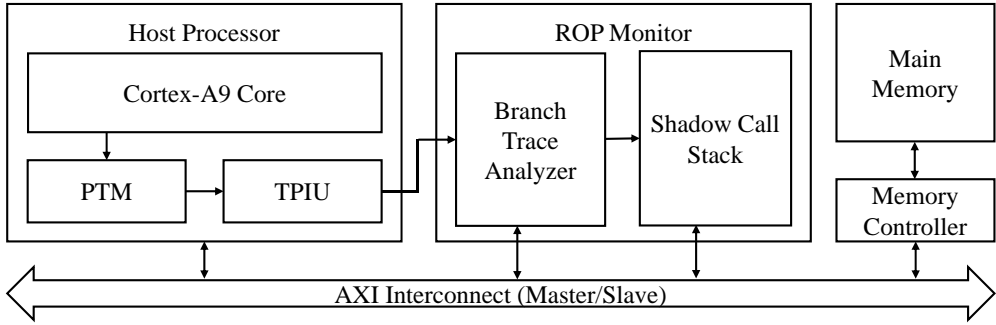 Host Processor
Cortex-A9 Core
PTM
TPIU
ROP Monitor
Branch
Trace
Analyzer
Shadow Call
Stack
Main
Memory
Memory
Controller
AXI Interconnect (Master/Slave)